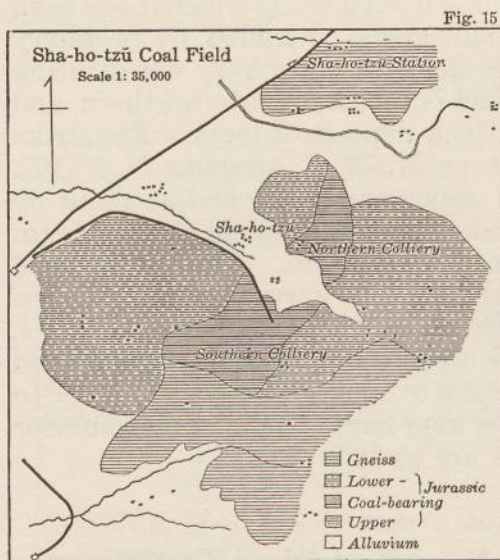 Fig. 15
Sha-ho-tzŭ Coal Field
Scale 1: 35,000
Sha-ho-tzŭ Station
Sha-ho-tzŭ
Northern Colliery
Southern Colliery
Gneiss
Lower -
Coal-bearing
Upper
Jurassic
Alluvium